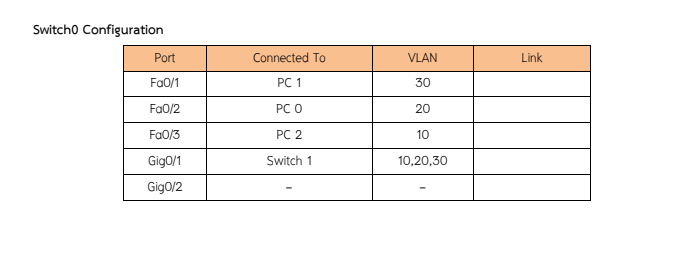 Switch0 Configuration
Port Connected To VLAN Link
Fa0/1 PC 1 30
Fa0/2 PC 0 20
Fa0/3 PC 2 10
Gig0/1 Switch 1 10,20,30
Gig0/2 - -